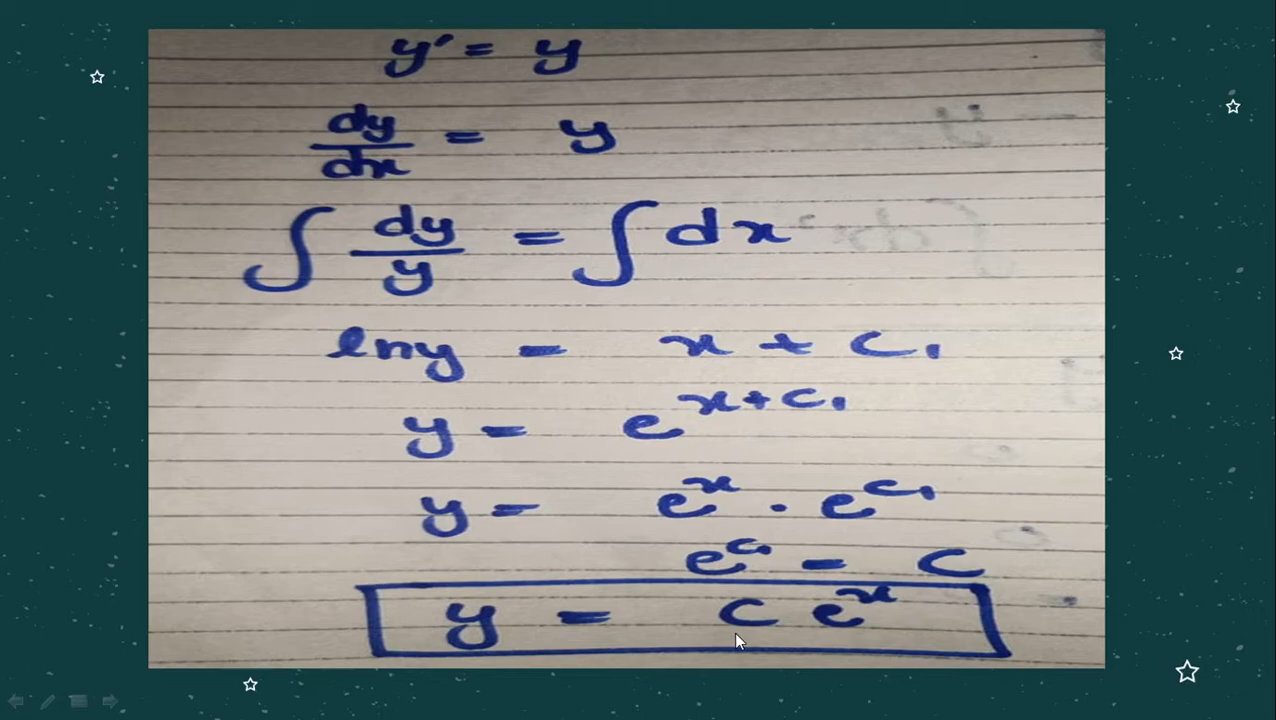 y' = y
dy/dx = y
∫ dy/y = ∫ dx
lny = x + c₁
y = e^(x+c₁)
y = e^x · e^c₁
e^c₁ = C
y = C e^x